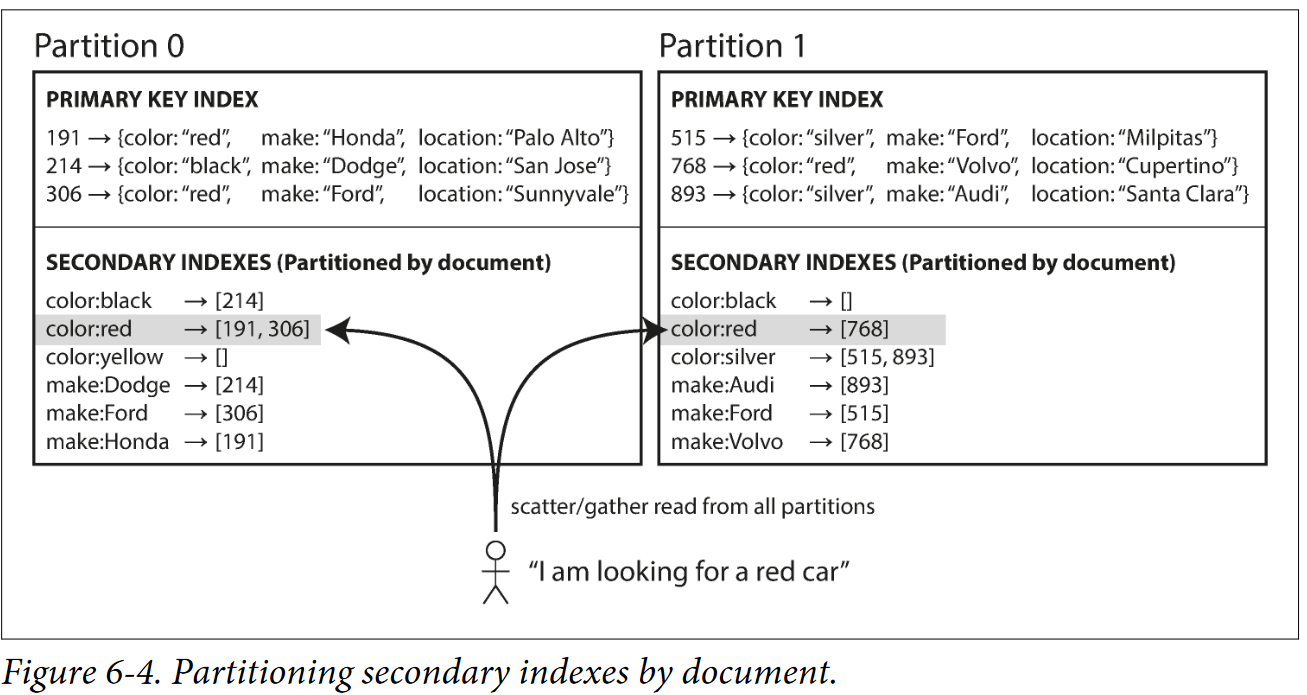 Partition 0
PRIMARY KEY INDEX
191 → {color: “red”, make: “Honda”, location: “Palo Alto”}
214 → {color: “black”, make: “Dodge”, location: “San Jose”}
306 → {color: “red”, make: “Ford”, location: “Sunnyvale”}
SECONDARY INDEXES (Partitioned by document)
color:black → [214]
color:red → [191, 306]
color:yellow → []
make:Dodge → [214]
make:Ford → [306]
make:Honda → [191]
Partition 1
PRIMARY KEY INDEX
515 → {color: “silver”, make: “Ford”, location: “Milpitas”}
768 → {color: “red”, make: “Volvo”, location: “Cupertino”}
893 → {color: “silver”, make: “Audi”, location: “Santa Clara”}
SECONDARY INDEXES (Partitioned by document)
color:black → []
color:red → [768]
color:silver → [515, 893]
make:Audi → [893]
make:Ford → [515]
make:Volvo → [768]
scatter/gather read from all partitions
“I am looking for a red car”
Figure 6-4. Partitioning secondary indexes by document.